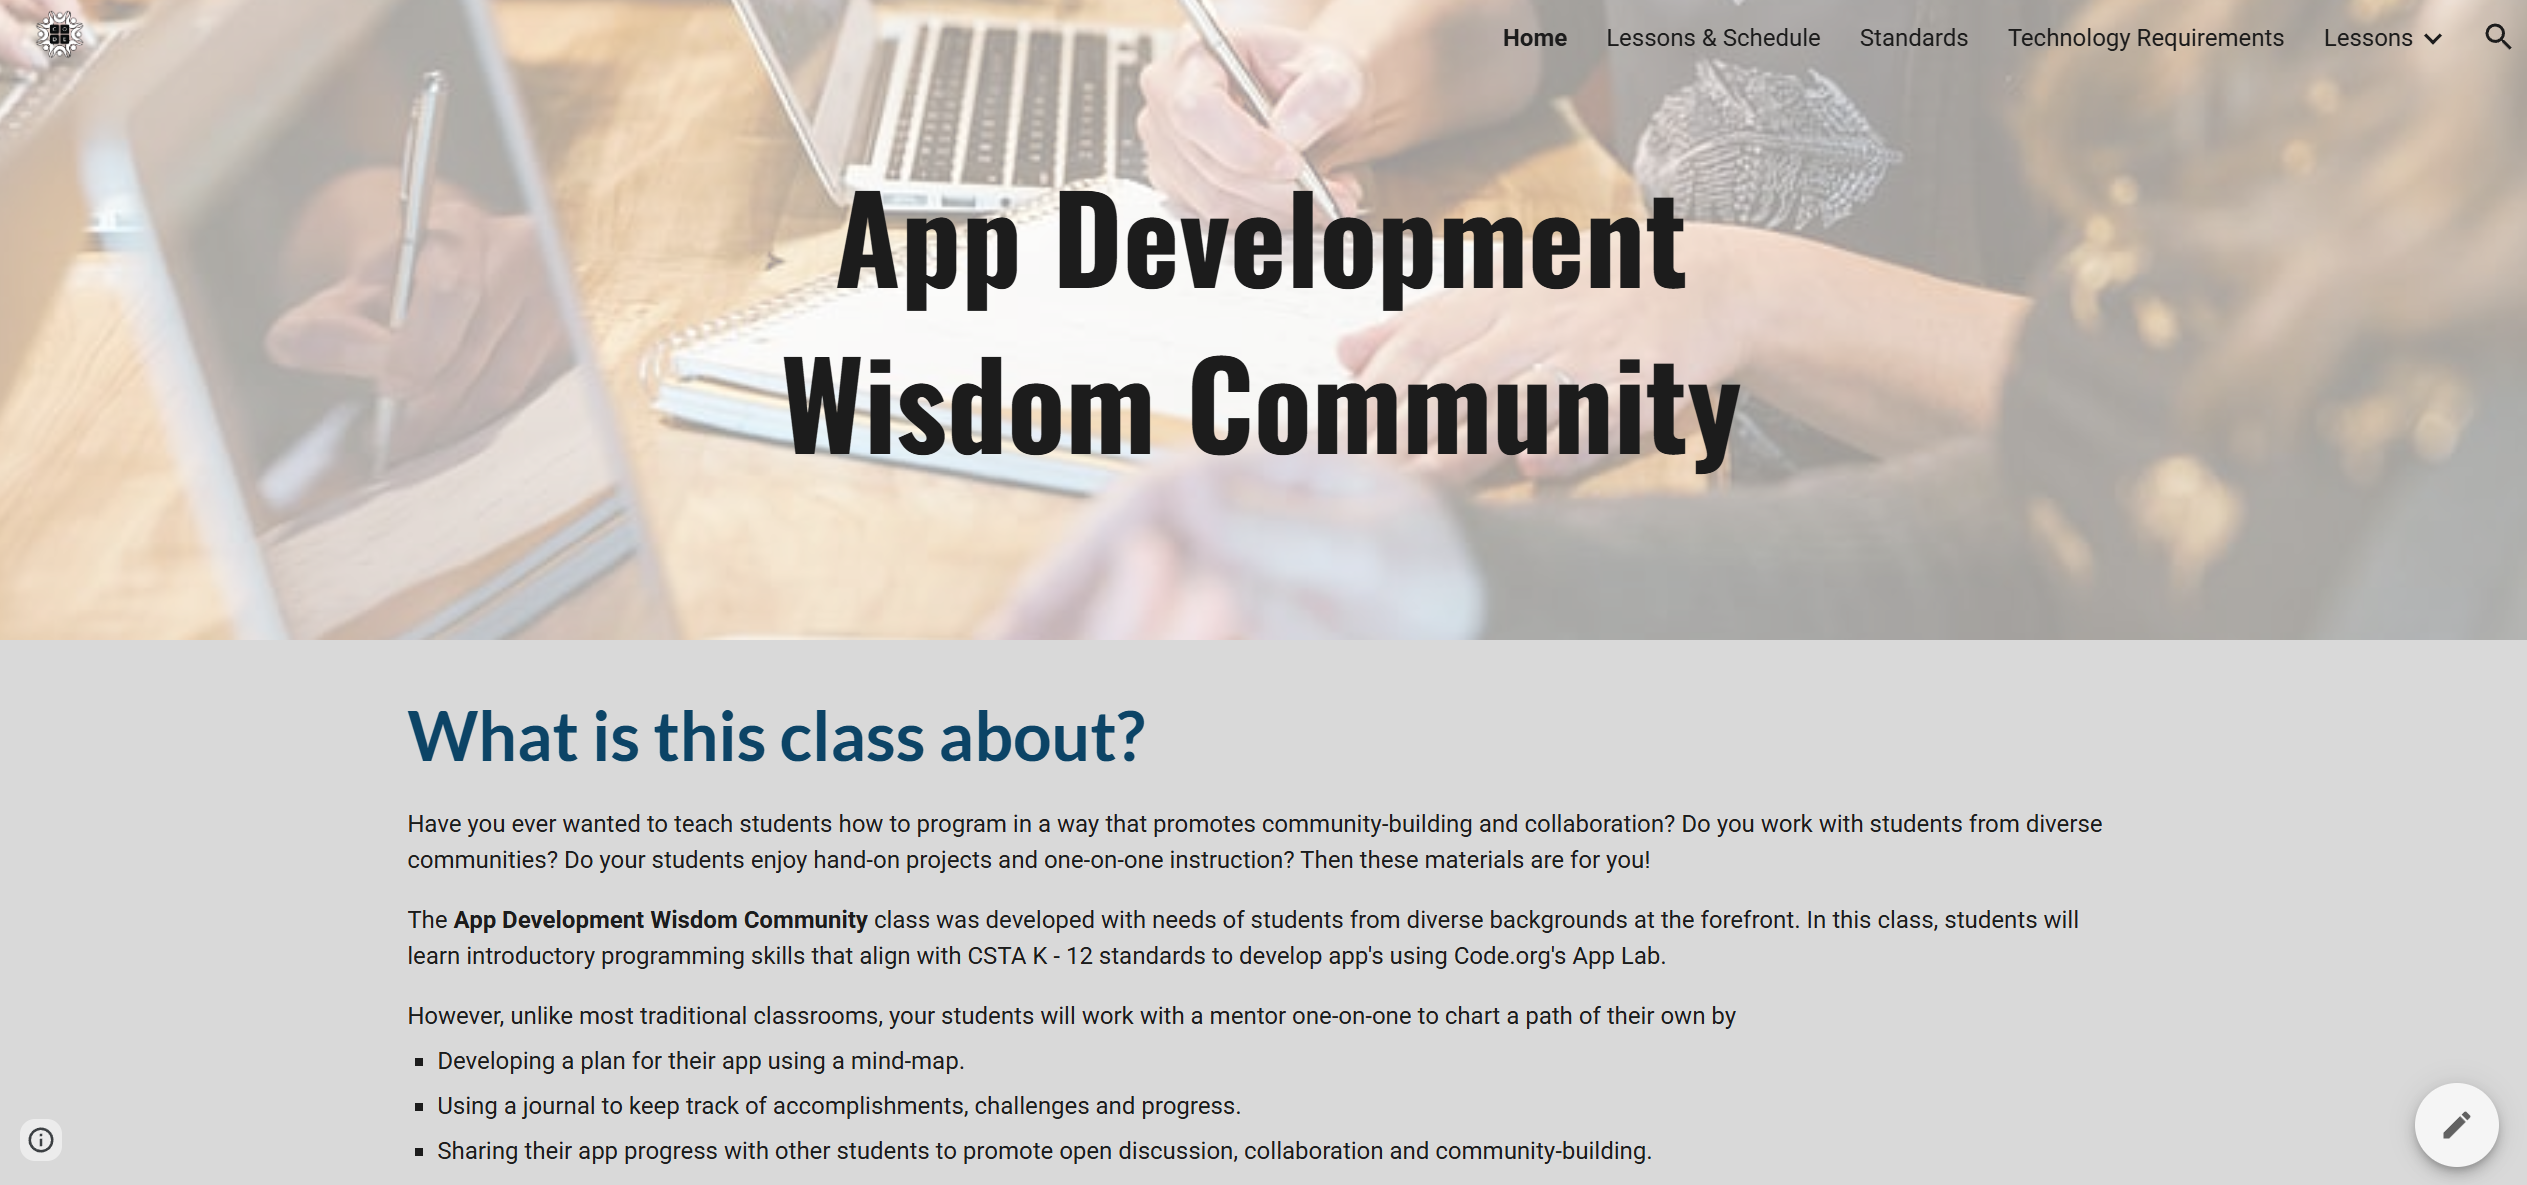 Home Lessons & Schedule Standards Technology Requirements Lessons
App Development
Wisdom Community
What is this class about?
Have you ever wanted to teach students how to program in a way that promotes community-building and collaboration? Do you work with students from diverse
communities? Do your students enjoy hand-on projects and one-on-one instruction? Then these materials are for you!
The App Development Wisdom Community class was developed with needs of students from diverse backgrounds at the forefront. In this class, students will
learn introductory programming skills that align with CSTA K - 12 standards to develop app's using Code.org's App Lab.
However, unlike most traditional classrooms, your students will work with a mentor one-on-one to chart a path of their own by
Developing a plan for their app using a mind-map.
Using a journal to keep track of accomplishments, challenges and progress.
Sharing their app progress with other students to promote open discussion, collaboration and community-building.